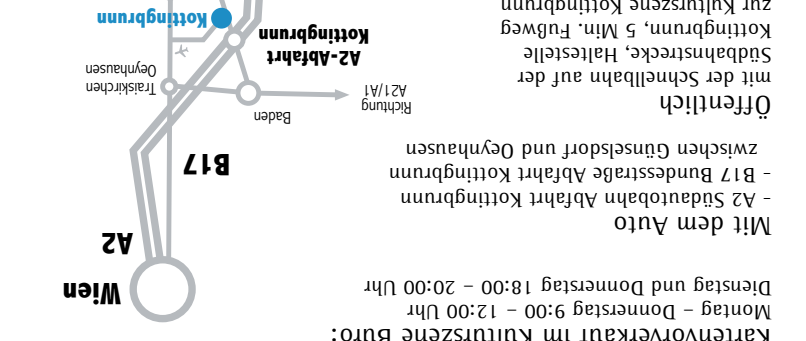 Kartenvorverkauf im Kulturszene Büro:
Montag – Donnerstag 9:00 – 12:00 Uhr
Dienstag und Donnerstag 18:00 – 20:00 Uhr
Mit dem Auto
- A2 Südautobahn Abfahrt Kottingbrunn
- B17 Bundesstraße Abfahrt Kottingbrunn
zwischen Günselsdorf und Oeynhausen
Öffentlich
mit der Schnellbahn auf der
Südbahnstrecke, Haltestelle
Kottingbrunn, 5 Min. Fußweg
zur Kulturszene Kottingbrunn
Wien
A2
B17
Baden
Richtung
A21/A1
Traiskirchen
Oeynhausen
A2-Abfahrt
Kottingbrunn
Kottingbrunn